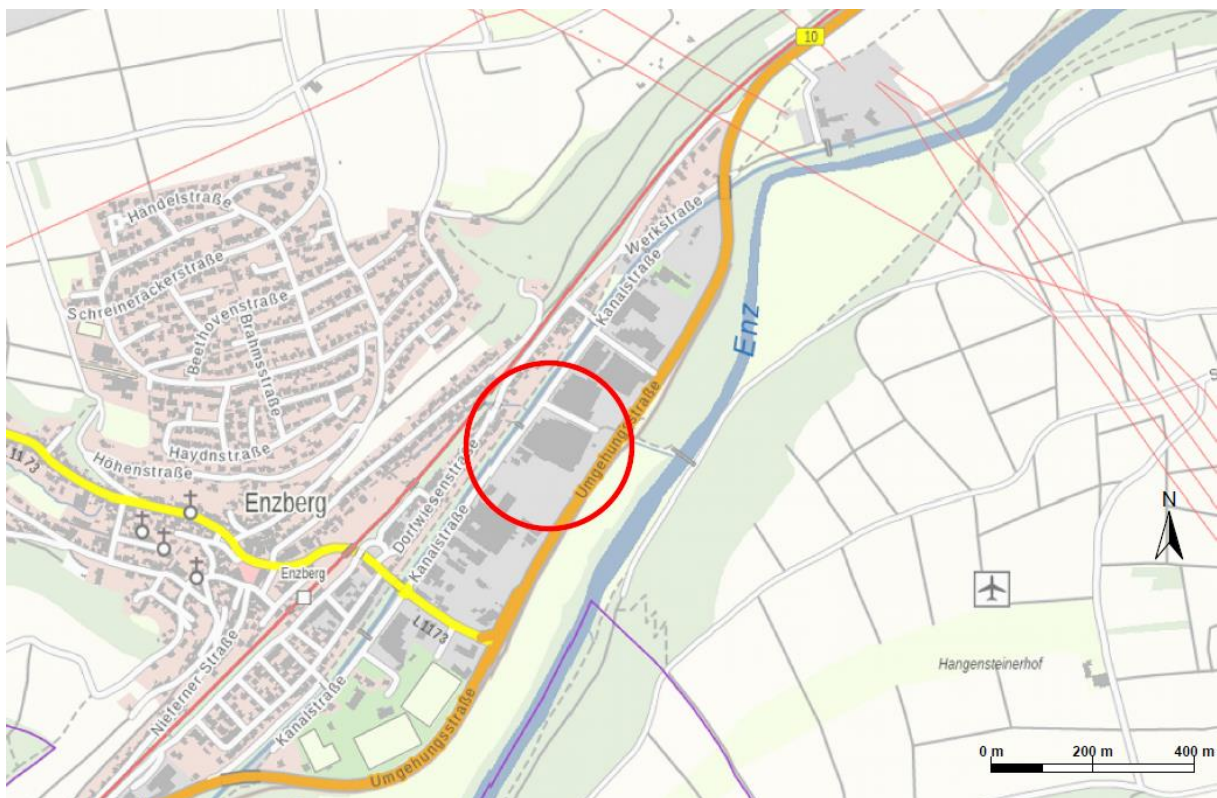 10
Händelstraße
Werkstraße
Schreineräckerstraße
Kanalstraße
Beethovenstraße
Brahmsstraße
Enz
S
Umgehungsstraße
Haydnstraße
Höhenstraße
L1173
Dorfwiesenstraße
Enzberg
Kanalstraße
N
Enzberg
L1173
Nieferner Straße
Hangensteinerhof
Kanalstraße
Umgehungsstraße
0 m 200 m 400 m